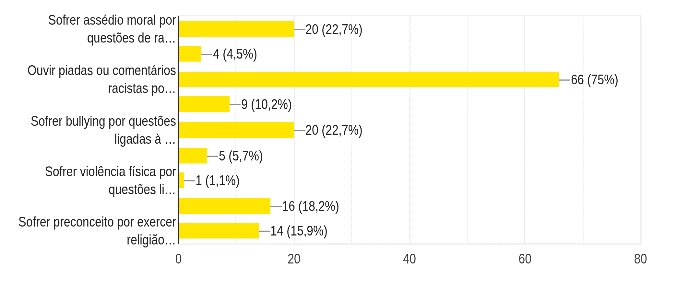 Sofrer assédio moral por
questões de ra…
20 (22,7%)
4 (4,5%)
Ouvir piadas ou comentários
racistas po…
66 (75%)
9 (10,2%)
Sofrer bullying por questões
ligadas à …
20 (22,7%)
5 (5,7%)
Sofrer violência física por
questões li…
1 (1,1%)
16 (18,2%)
Sofrer preconceito por exercer
religião…
14 (15,9%)
0 20 40 60 80